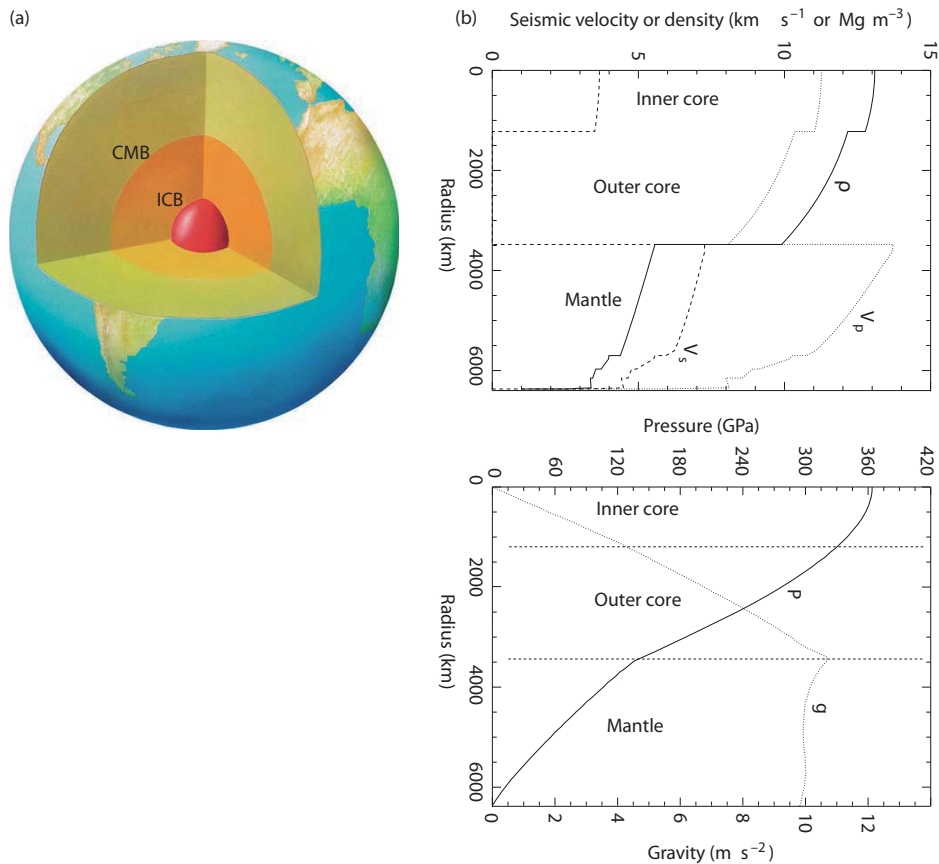 (a)
CMB
ICB
(b)
Seismic velocity or density (km s⁻¹ or Mg m⁻³)
0 5 10 15
0
2000
4000
6000
Radius (km)
Inner core
Outer core
Mantle
ρ
Vₛ
Vₚ
Pressure (GPa)
0 60 120 180 240 300 360 420
0
2000
4000
6000
Radius (km)
Inner core
Outer core
Mantle
P
g
0 2 4 6 8 10 12
Gravity (m s⁻²)